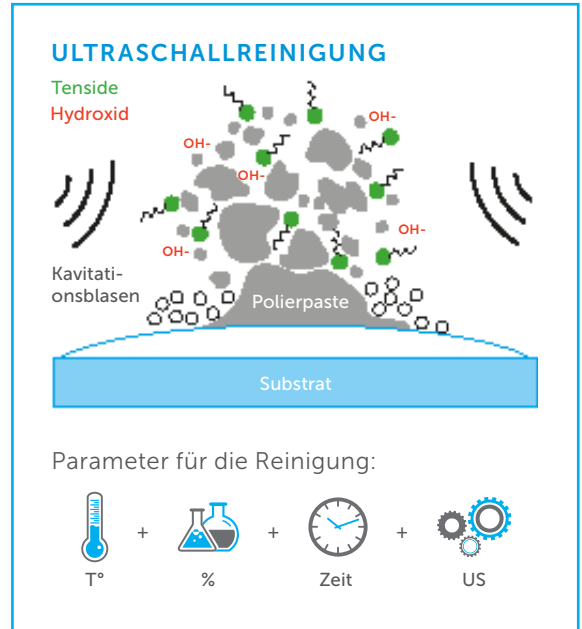 ULTRASCHALLREINIGUNG
Tenside
Hydroxid
OH-
OH-
OH-
OH-
OH-
Kavitati-
onsblasen
Polierpaste
Substrat
Parameter für die Reinigung:
+ + +
T° % Zeit US